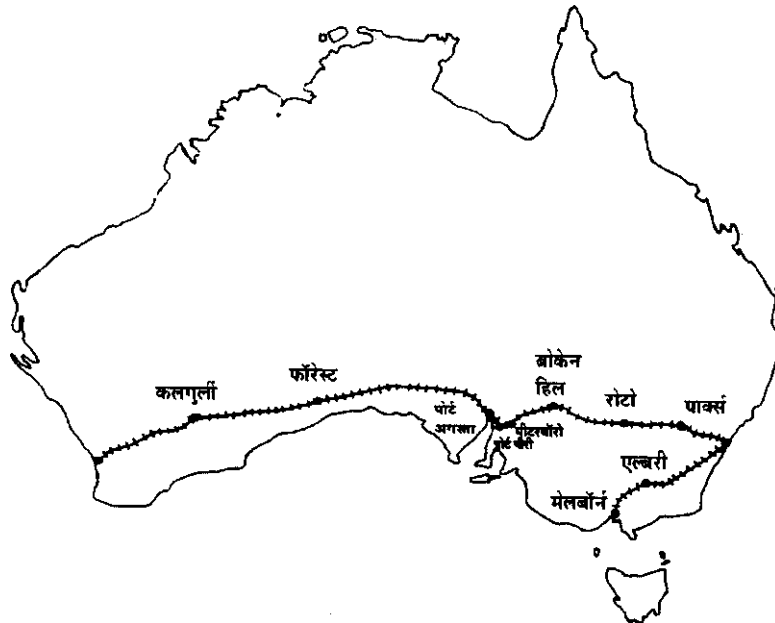 ब्रोकेन
हिल
फॉरेस्ट
कलगुर्ली
रोटो
पार्क्स
पोर्ट
अगस्ता
पीटरबॉरो
पोर्ट पीरी
एल्बरी
मेलबॉर्न